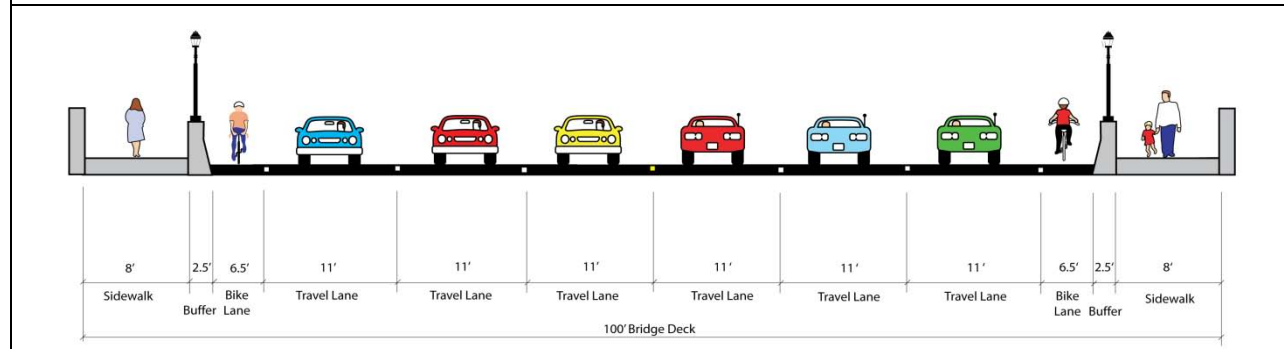 8' 2.5' 6.5' 11' 11' 11' 11' 11' 11' 6.5' 2.5' 8'
Sidewalk Buffer Bike Lane Travel Lane Travel Lane Travel Lane Travel Lane Travel Lane Travel Lane Bike Lane Buffer Sidewalk
100' Bridge Deck